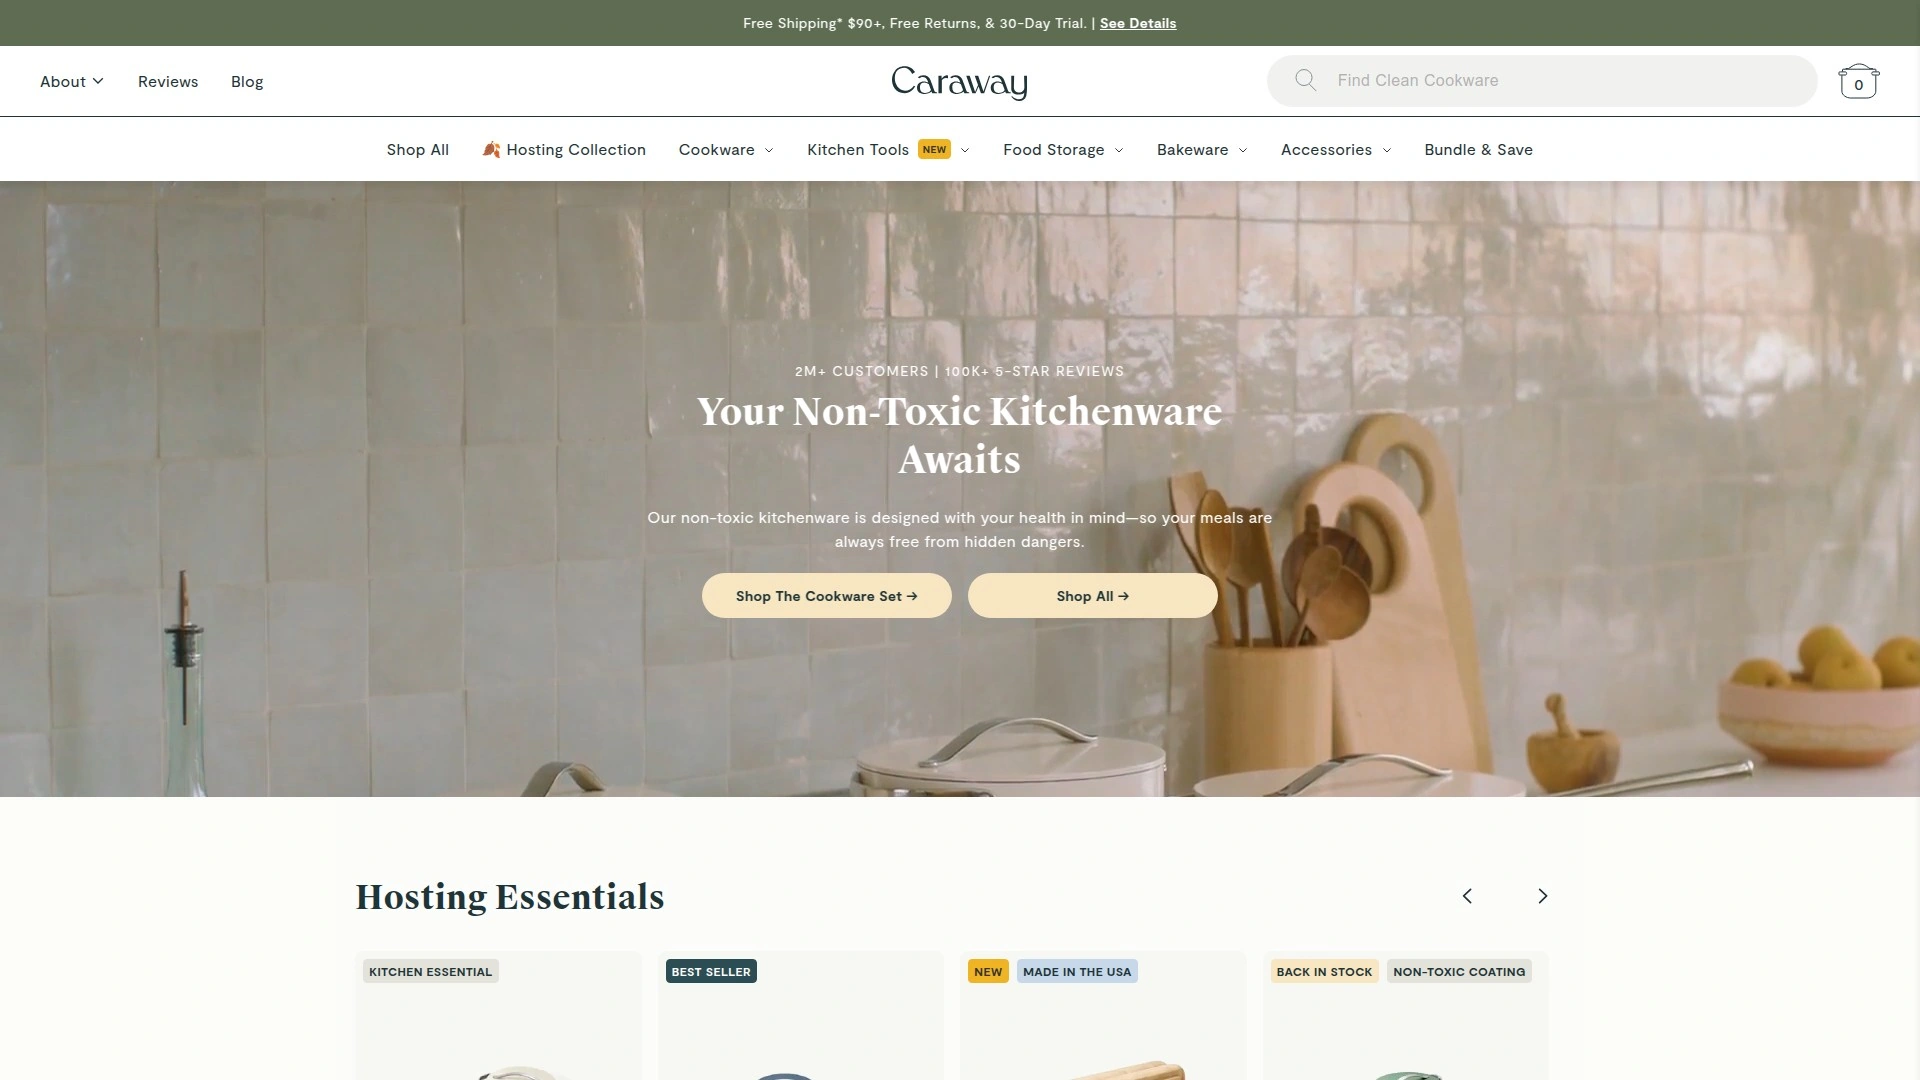 Free Shipping* $90+, Free Returns, & 30-Day Trial. | See Details
About
Reviews
Blog
Caraway
Find Clean Cookware
0
Shop All
Hosting Collection
Cookware
Kitchen Tools NEW
Food Storage
Bakeware
Accessories
Bundle & Save
2M+ CUSTOMERS | 100K+ 5-STAR REVIEWS
Your Non-Toxic Kitchenware
Awaits
Our non-toxic kitchenware is designed with your health in mind—so your meals are
always free from hidden dangers.
Shop The Cookware Set →
Shop All →
Hosting Essentials
KITCHEN ESSENTIAL
BEST SELLER
NEW
MADE IN THE USA
BACK IN STOCK
NON-TOXIC COATING